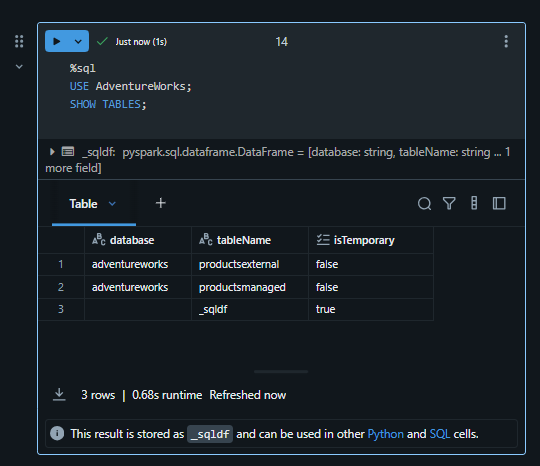 Just now (1s)
14
%sql
USE AdventureWorks;
SHOW TABLES;
_sqldf: pyspark.sql.dataframe.DataFrame = [database: string, tableName: string ... 1
more field]
Table
+
database tableName isTemporary
1 adventureworks productsexternal false
2 adventureworks productsmanaged false
3 _sqldf true
3 rows | 0.68s runtime Refreshed now
This result is stored as _sqldf and can be used in other Python and SQL cells.